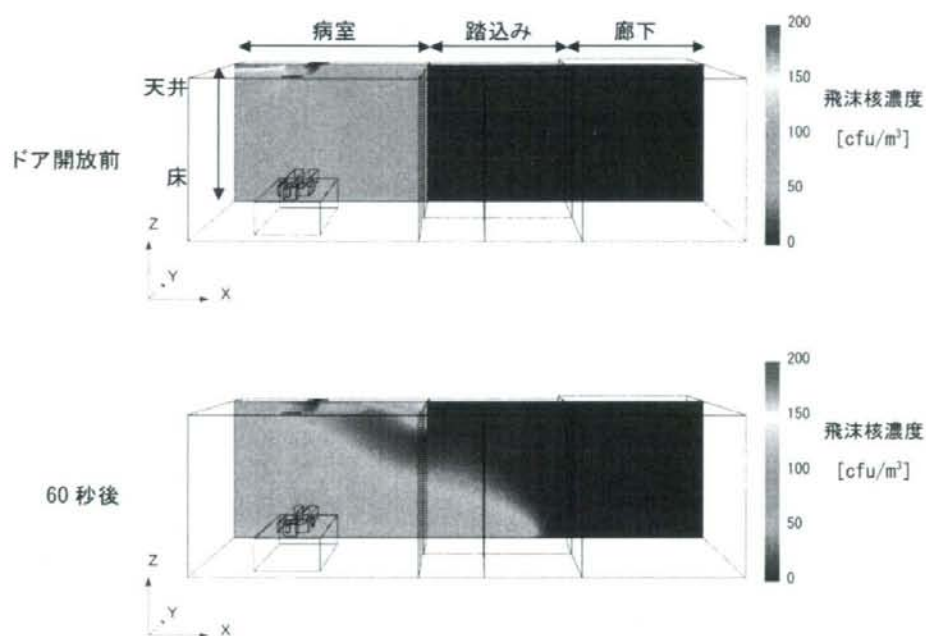 病室 踏込み 廊下
天井
床
ドア開放前
200
150
100
50
0
飛沫核濃度
[cfu/m³]
Z
Y
X
60 秒後
200
150
100
50
0
飛沫核濃度
[cfu/m³]
Z
Y
X